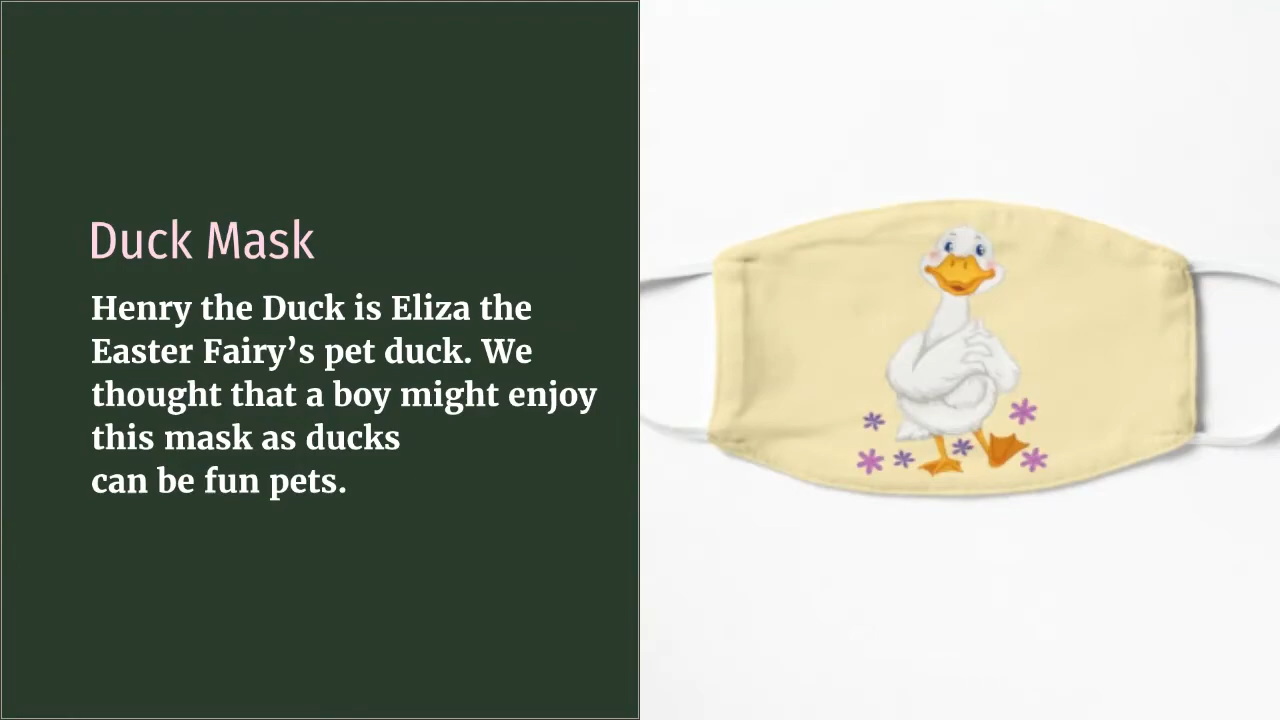 Duck Mask
Henry the Duck is Eliza the
Easter Fairy’s pet duck. We
thought that a boy might enjoy
this mask as ducks
can be fun pets.